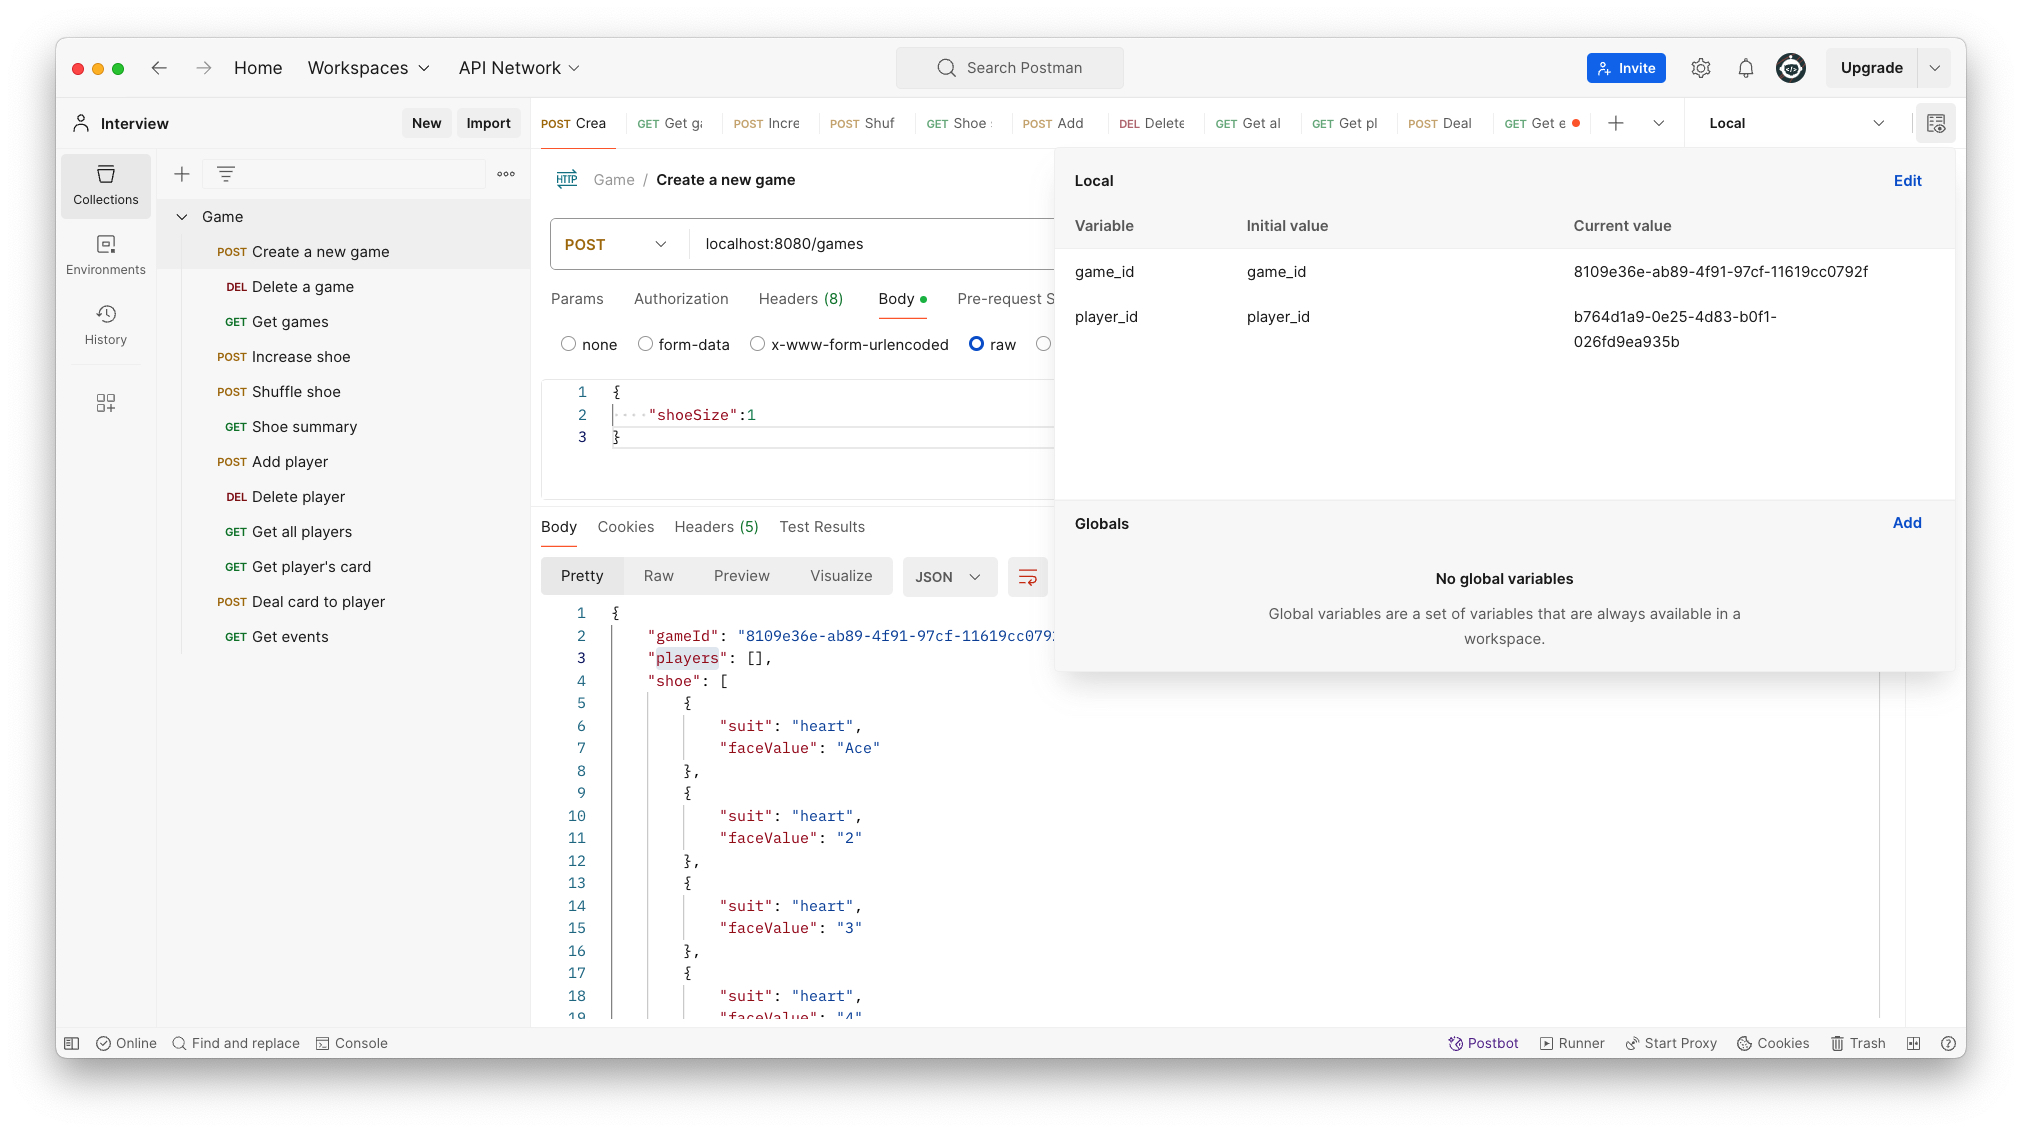 Home
Workspaces
API Network
Search Postman
Invite
Upgrade
Interview
New
Import
POST Crea
GET Get ga
POST Incre
POST Shuf
GET Shoe
POST Add
DEL Delete
GET Get al
GET Get pl
POST Deal
GET Get e
Local
Collections
Environments
History
Game
POST Create a new game
DEL Delete a game
GET Get games
POST Increase shoe
POST Shuffle shoe
GET Shoe summary
POST Add player
DEL Delete player
GET Get all players
GET Get player's card
POST Deal card to player
GET Get events
HTTP Game / Create a new game
POST localhost:8080/games
Params Authorization Headers (8) Body Pre-request S
none form-data x-www-form-urlencoded raw
1 {
2 ····"shoeSize":1
3 }
Body Cookies Headers (5) Test Results
Pretty Raw Preview Visualize JSON
1 {
2 "gameId": "8109e36e-ab89-4f91-97cf-11619cc079
3 "players": [],
4 "shoe": [
5 {
6 "suit": "heart",
7 "faceValue": "Ace"
8 },
9 {
10 "suit": "heart",
11 "faceValue": "2"
12 },
13 {
14 "suit": "heart",
15 "faceValue": "3"
16 },
17 {
18 "suit": "heart",
19 "faceValue": "4"
Local Edit
Variable Initial value Current value
game_id game_id 8109e36e-ab89-4f91-97cf-11619cc0792f
player_id player_id b764d1a9-0e25-4d83-b0f1-
026fd9ea935b
Globals Add
No global variables
Global variables are a set of variables that are always available in a
workspace.
Online
Find and replace
Console
Postbot
Runner
Start Proxy
Cookies
Trash